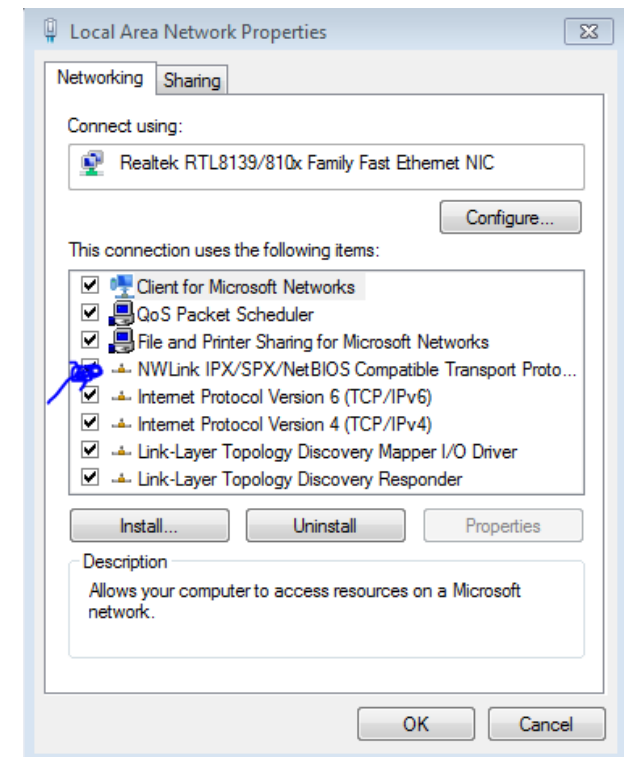 Local Area Network Properties
Networking
Sharing
Connect using:
Realtek RTL8139/810x Family Fast Ethernet NIC
Configure...
This connection uses the following items:
Client for Microsoft Networks
QoS Packet Scheduler
File and Printer Sharing for Microsoft Networks
NWLink IPX/SPX/NetBIOS Compatible Transport Proto...
Internet Protocol Version 6 (TCP/IPv6)
Internet Protocol Version 4 (TCP/IPv4)
Link-Layer Topology Discovery Mapper I/O Driver
Link-Layer Topology Discovery Responder
Install...
Uninstall
Properties
Description
Allows your computer to access resources on a Microsoft
network.
OK
Cancel